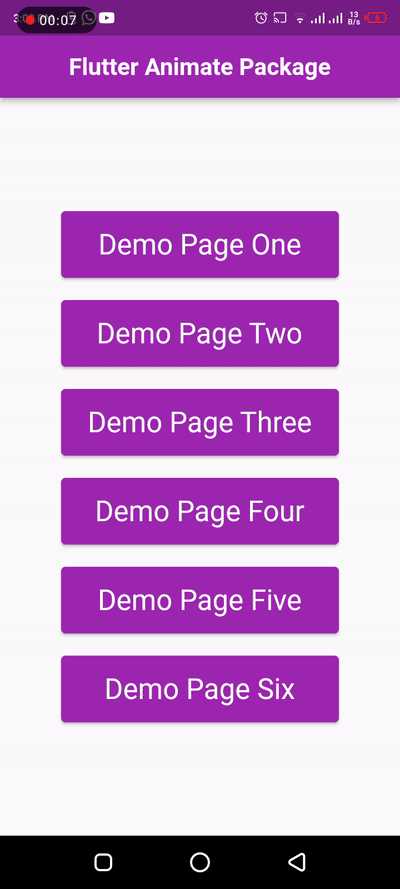 00:07
13
B/s
Flutter Animate Package
Demo Page One
Demo Page Two
Demo Page Three
Demo Page Four
Demo Page Five
Demo Page Six